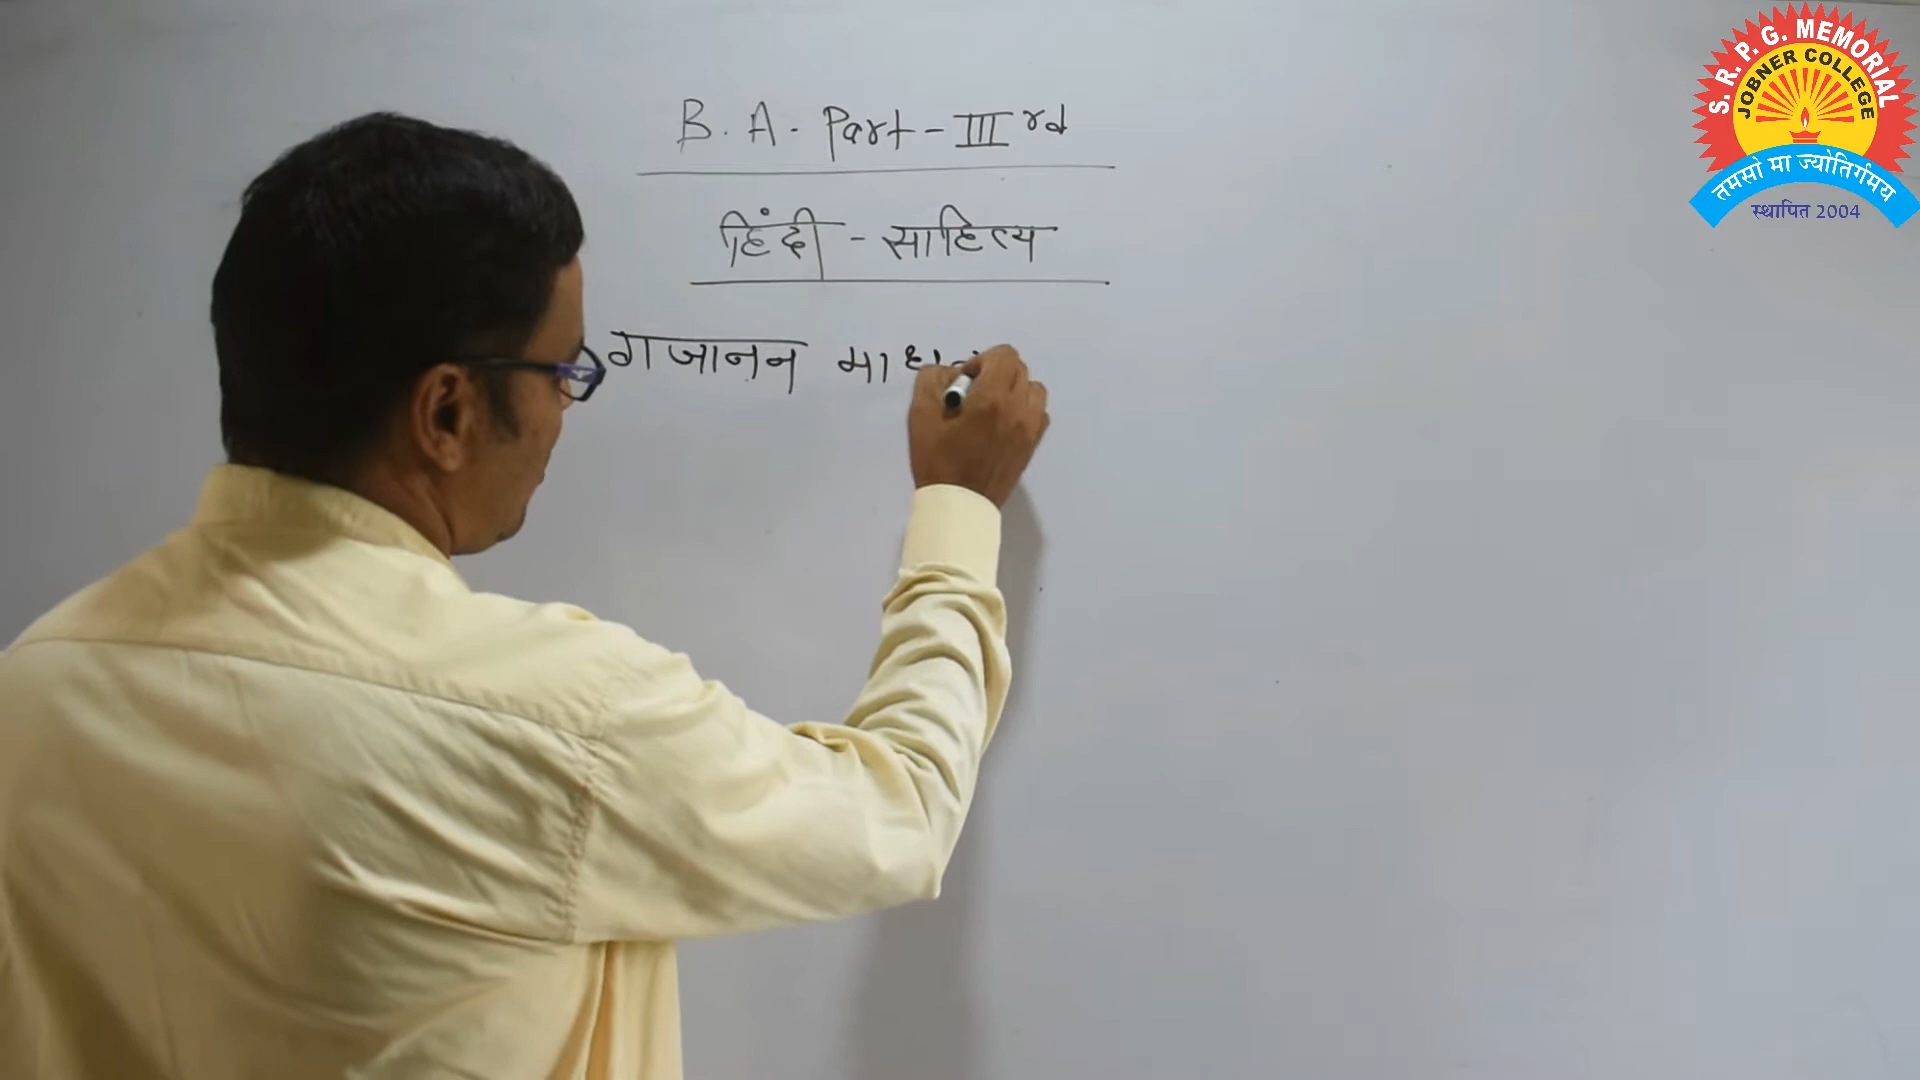 B. A. Part - III rd
हिंदी - साहित्य
गजानन
S. R. P. G. MEMORIAL
JOBNER COLLEGE
तमसो मा ज्योतिर्गमय
स्थापित 2004